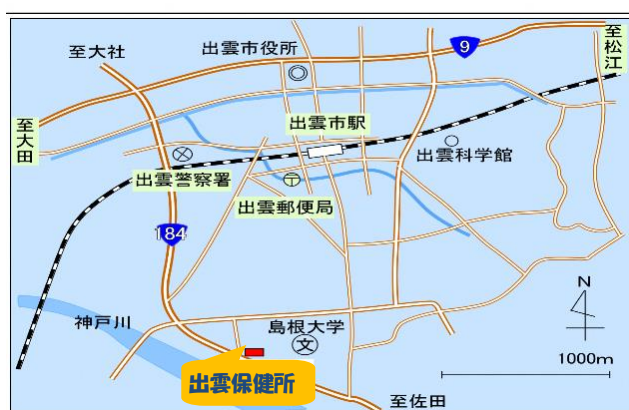 至大社
出雲市役所
9
至松江
至大田
出雲市駅
出雲科学館
出雲警察署
出雲郵便局
184
N
神戸川
島根大学
文
1000m
出雲保健所
至佐田